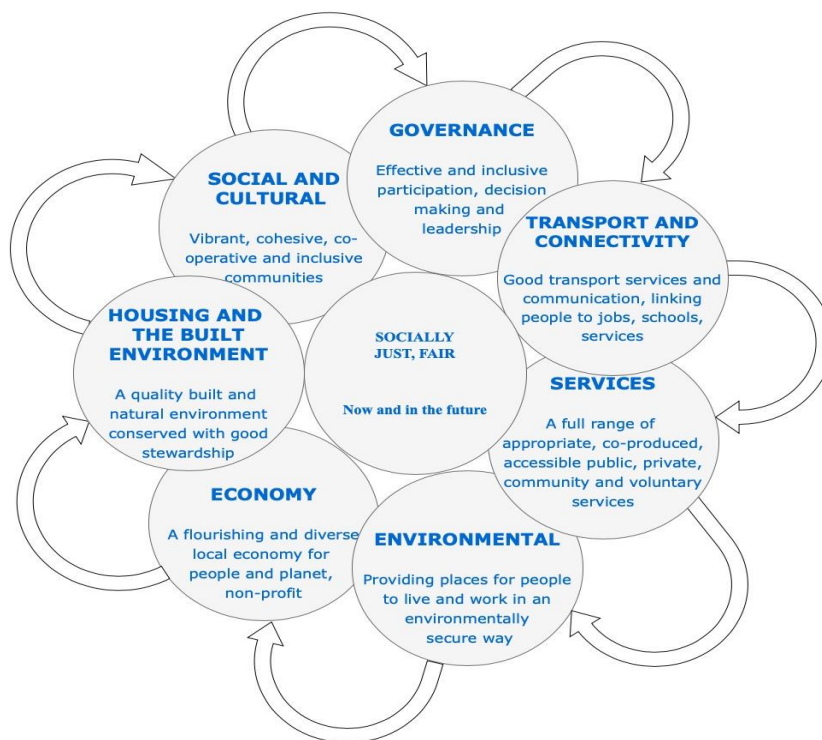 GOVERNANCE
Effective and inclusive
participation, decision
making and
leadership
TRANSPORT AND
CONNECTIVITY
Good transport services and
communication, linking
people to jobs, schools,
services
SERVICES
A full range of
appropriate, co-produced,
accessible public, private,
community and voluntary
services
ENVIRONMENTAL
Providing places for people
to live and work in an
environmentally
secure way
ECONOMY
A flourishing and diverse
local economy for
people and planet,
non-profit
HOUSING AND
THE BUILT
ENVIRONMENT
A quality built and
natural environment
conserved with good
stewardship
SOCIAL AND
CULTURAL
Vibrant, cohesive, co-
operative and inclusive
communities
SOCIALLY
JUST, FAIR
Now and in the future